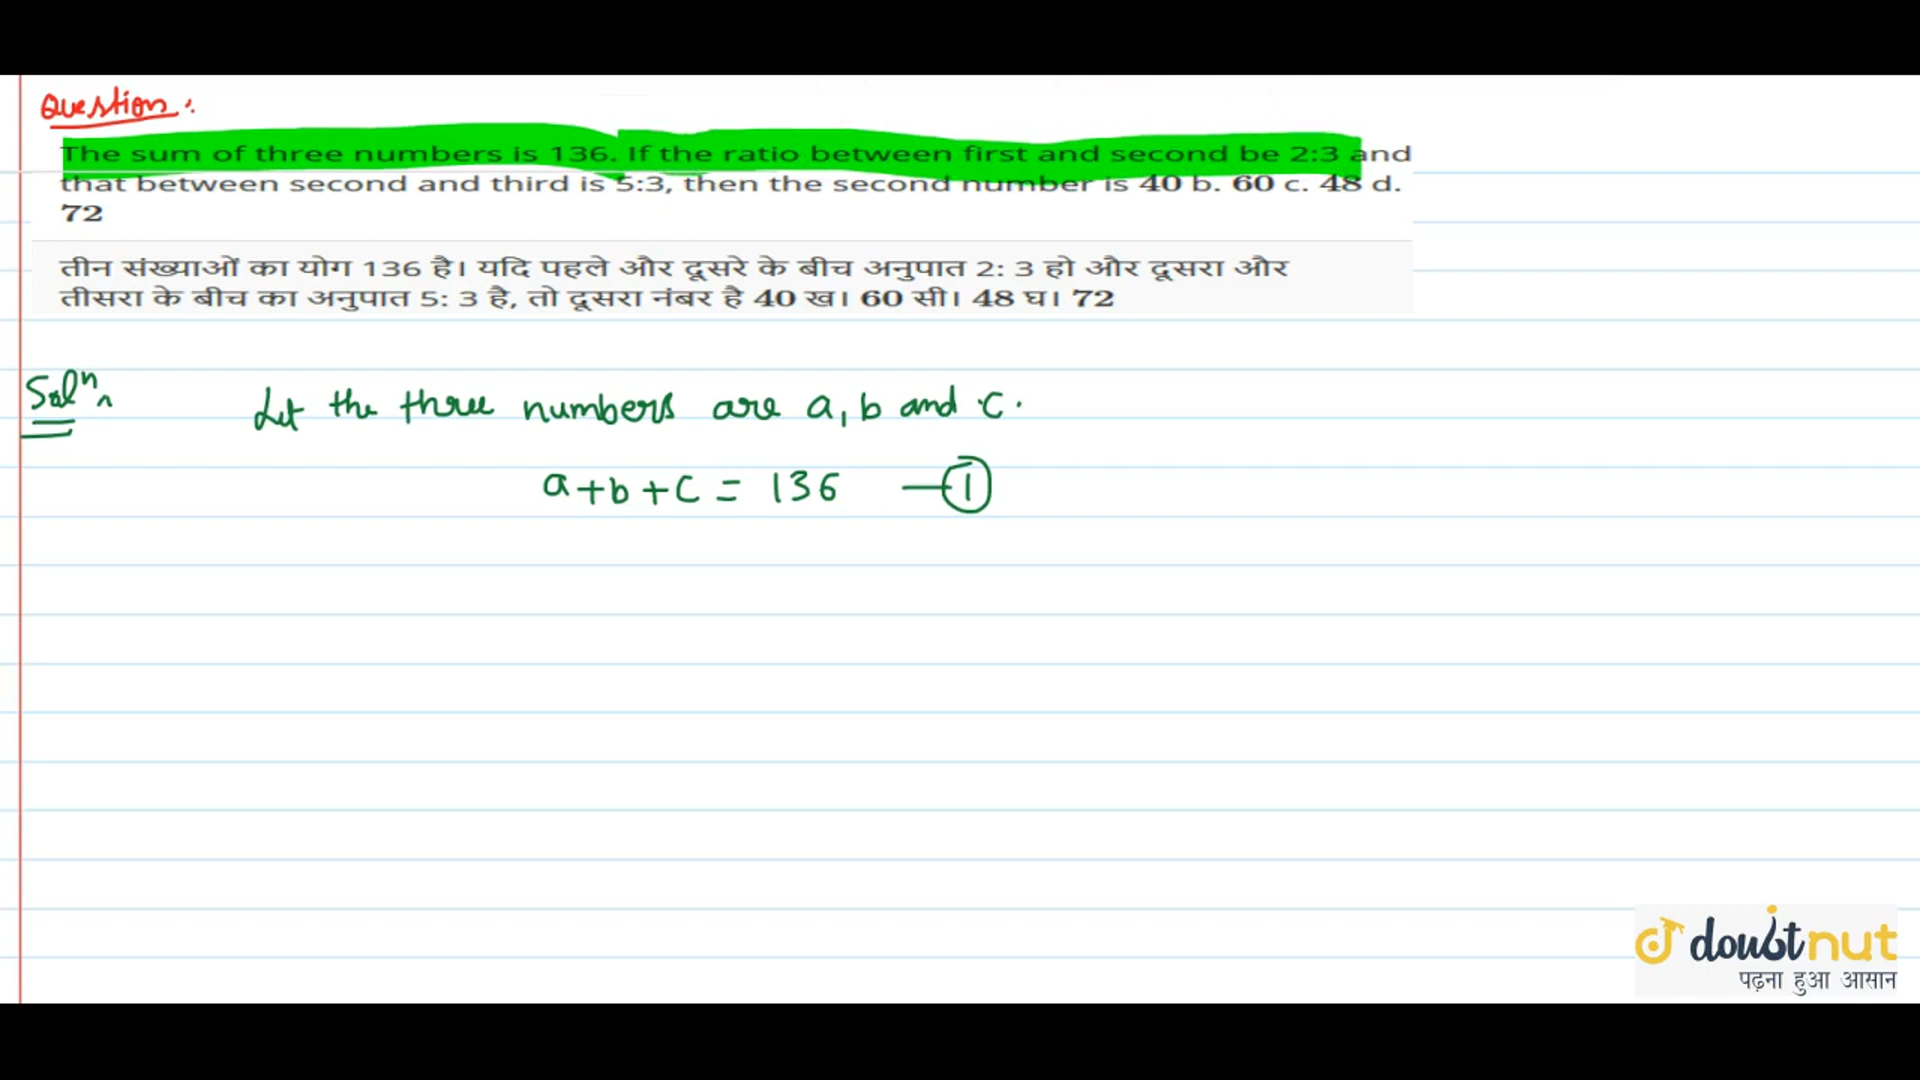 Question :
The sum of three numbers is 136. If the ratio between first and second be 2:3 and
that between second and third is 5:3, then the second number is 40 b. 60 c. 48 d.
72
तीन संख्याओं का योग 136 है। यदि पहले और दूसरे के बीच अनुपात 2: 3 हो और दूसरा और
तीसरा के बीच का अनुपात 5: 3 है, तो दूसरा नंबर है 40 ख। 60 सी। 48 घ। 72
Solⁿ Let the three numbers are a, b and c.
a+b+c = 136 —①
doubtnut
पढ़ना हुआ आसान